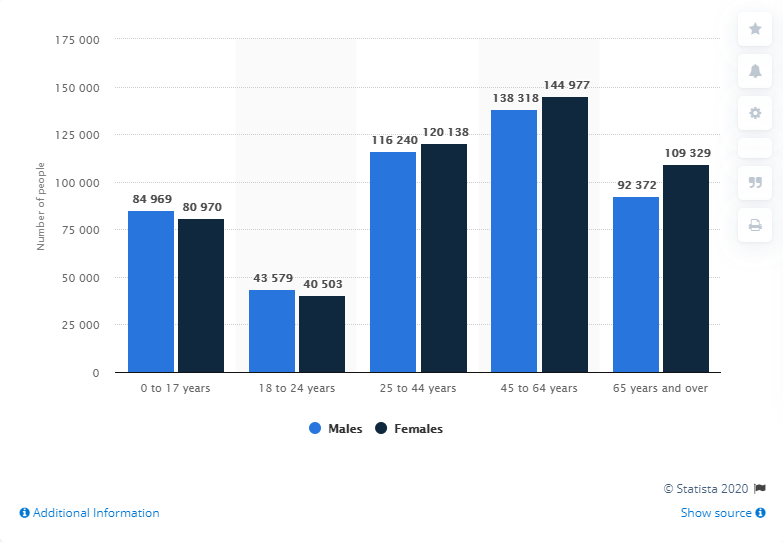 175 000
150 000
125 000
100 000
75 000
50 000
25 000
0
Number of people
84 969
80 970
43 579
40 503
116 240
120 138
138 318
144 977
92 372
109 329
0 to 17 years
18 to 24 years
25 to 44 years
45 to 64 years
65 years and over
Males
Females
© Statista 2020
Additional Information
Show source